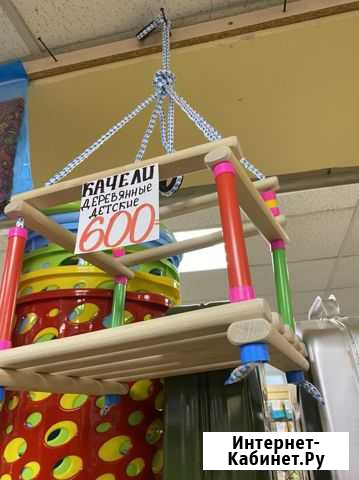 КАЧЕЛИ
ДЕРЕВЯННЫЕ
ДЕТСКИЕ
600
Интернет-
Кабинет.Ру